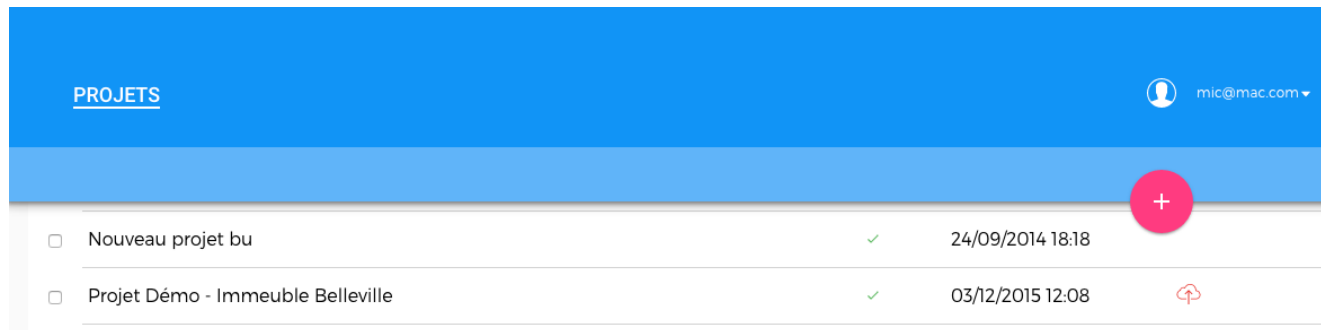 PROJETS
mic@mac.com
+
Nouveau projet bu 24/09/2014 18:18
Projet Démo - Immeuble Belleville 03/12/2015 12:08